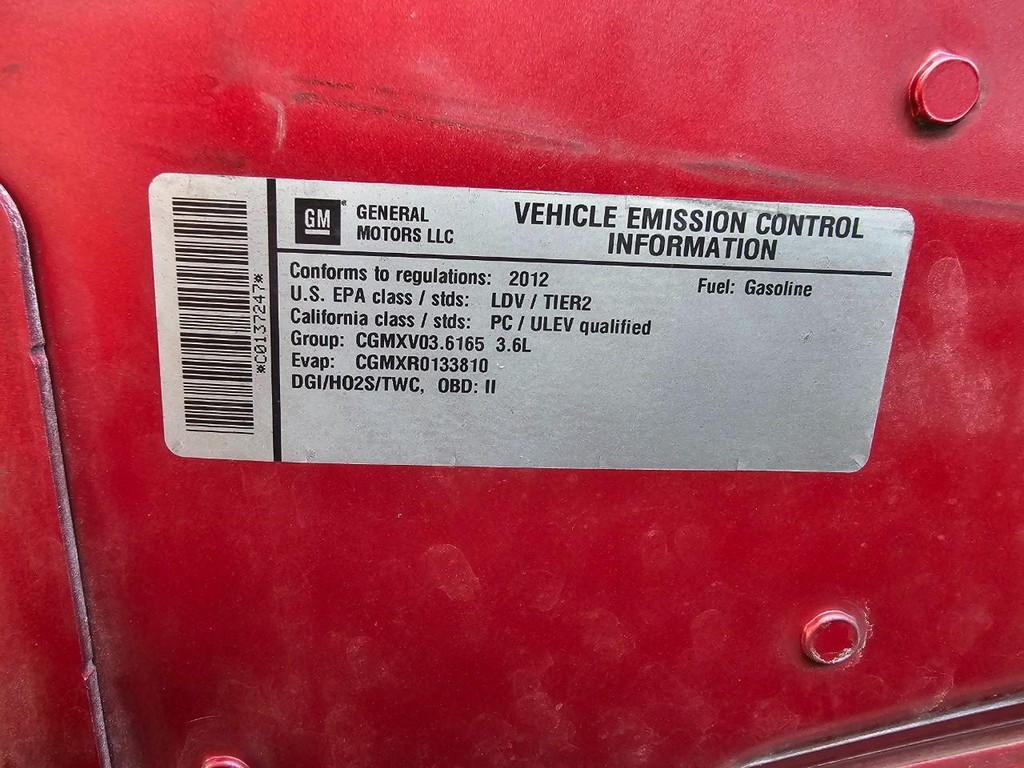 *C0137247*
GM
GENERAL
MOTORS LLC
VEHICLE EMISSION CONTROL
INFORMATION
Conforms to regulations: 2012
Fuel: Gasoline
U.S. EPA class / stds: LDV / TIER2
California class / stds: PC / ULEV qualified
Group: CGMXV03.6165 3.6L
Evap: CGMXR0133810
DGI/HO2S/TWC, OBD: II